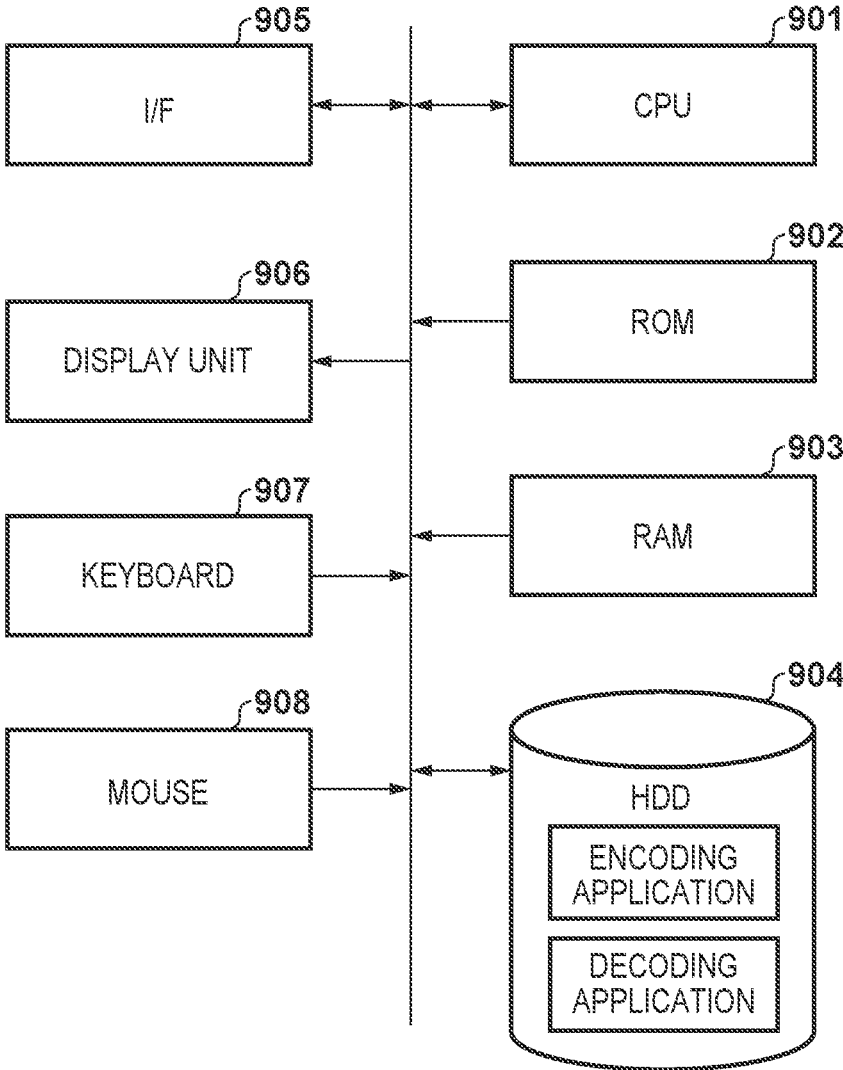 905
I/F
901
CPU
906
DISPLAY UNIT
902
ROM
907
KEYBOARD
903
RAM
908
MOUSE
904
HDD
ENCODING
APPLICATION
DECODING
APPLICATION